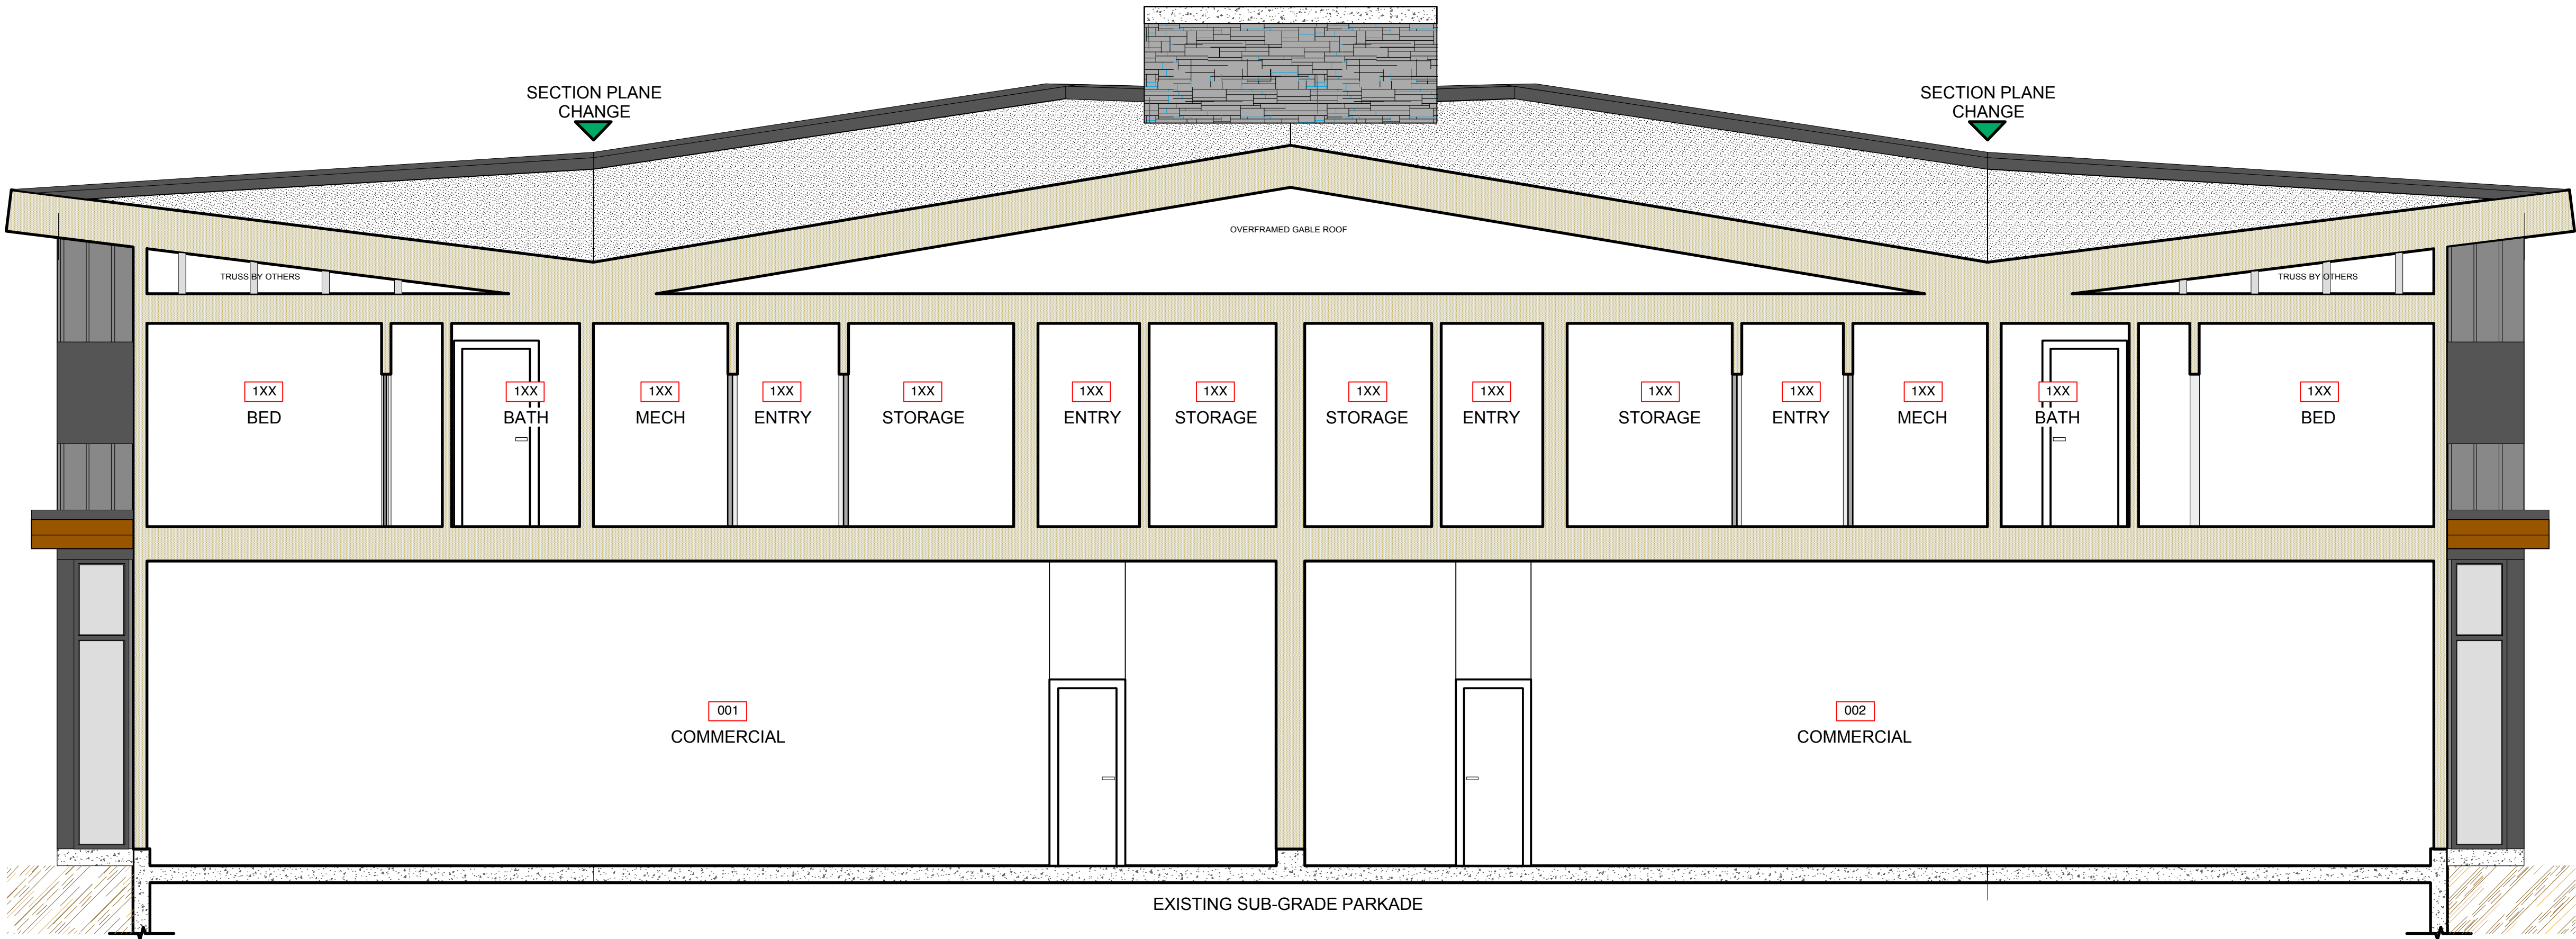 SECTION PLANE
CHANGE
SECTION PLANE
CHANGE
OVERFRAMED GABLE ROOF
TRUSS BY OTHERS
TRUSS BY OTHERS
1XX
BED
1XX
BATH
1XX
MECH
1XX
ENTRY
1XX
STORAGE
1XX
ENTRY
1XX
STORAGE
1XX
STORAGE
1XX
ENTRY
1XX
STORAGE
1XX
ENTRY
1XX
MECH
1XX
BATH
1XX
BED
001
COMMERCIAL
002
COMMERCIAL
EXISTING SUB-GRADE PARKADE